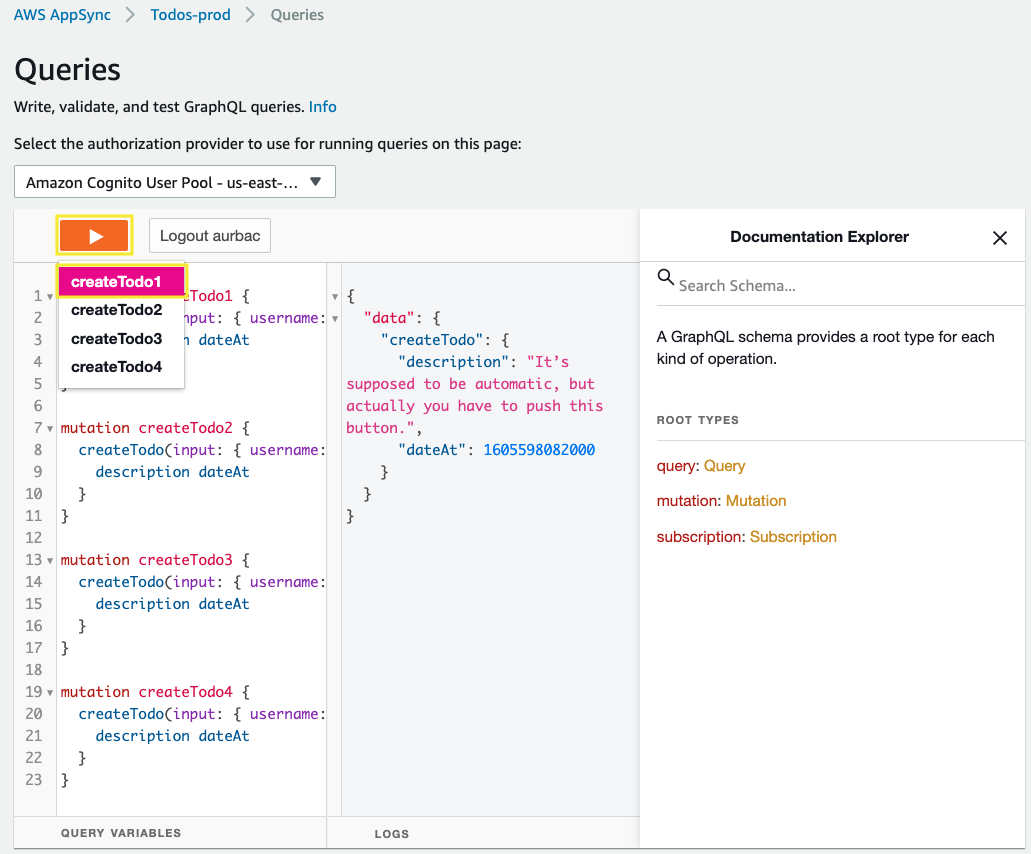 AWS AppSync > Todos-prod > Queries
Queries
Write, validate, and test GraphQL queries. Info
Select the authorization provider to use for running queries on this page:
Amazon Cognito User Pool - us-east-...
Logout aurbac
createTodo1
createTodo2
createTodo3
createTodo4
1 eTodo1 {
2 input: { username:
3 n dateAt
4
5 }
6
7 mutation createTodo2 {
8 createTodo(input: { username:
9 description dateAt
10 }
11 }
12
13 mutation createTodo3 {
14 createTodo(input: { username:
15 description dateAt
16 }
17 }
18
19 mutation createTodo4 {
20 createTodo(input: { username:
21 description dateAt
22 }
23 }
QUERY VARIABLES
{
"data": {
"createTodo": {
"description": "It’s
supposed to be automatic, but
actually you have to push this
button.",
"dateAt": 1605598082000
}
}
}
LOGS
Documentation Explorer
Search Schema...
A GraphQL schema provides a root type for each
kind of operation.
ROOT TYPES
query: Query
mutation: Mutation
subscription: Subscription